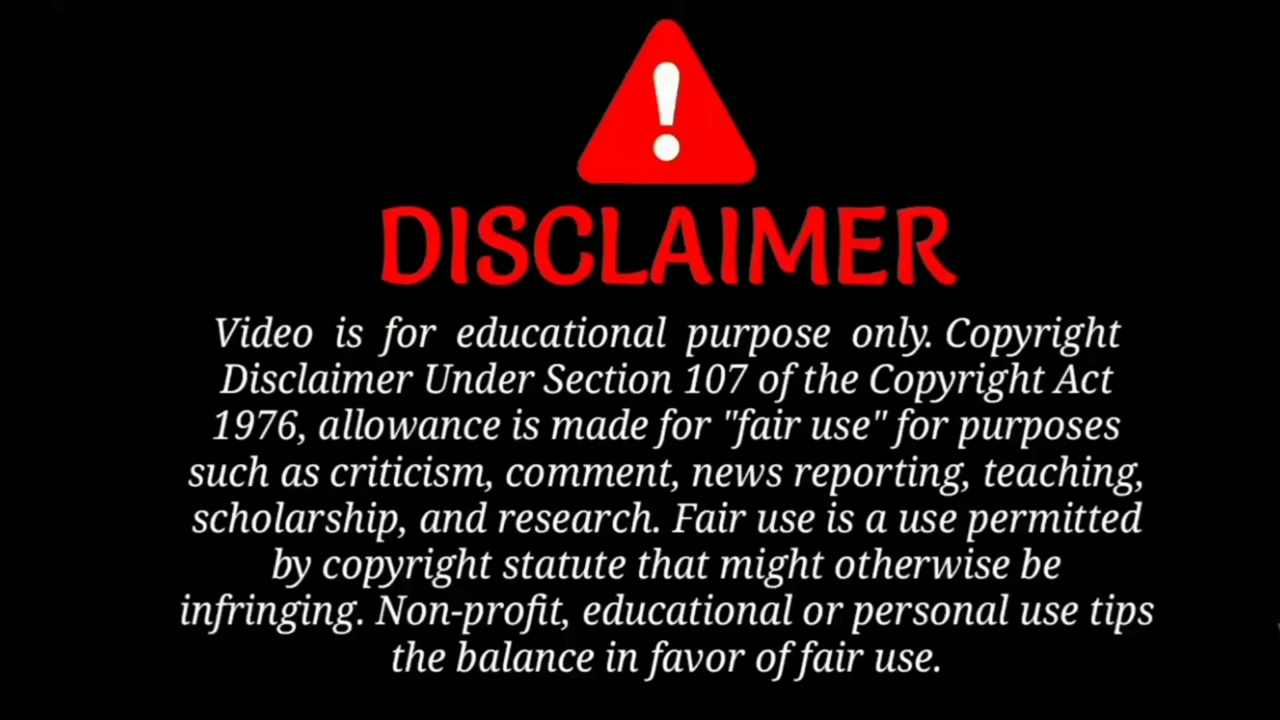 !
DISCLAIMER
Video is for educational purpose only. Copyright
Disclaimer Under Section 107 of the Copyright Act
1976, allowance is made for "fair use" for purposes
such as criticism, comment, news reporting, teaching,
scholarship, and research. Fair use is a use permitted
by copyright statute that might otherwise be
infringing. Non-profit, educational or personal use tips
the balance in favor of fair use.